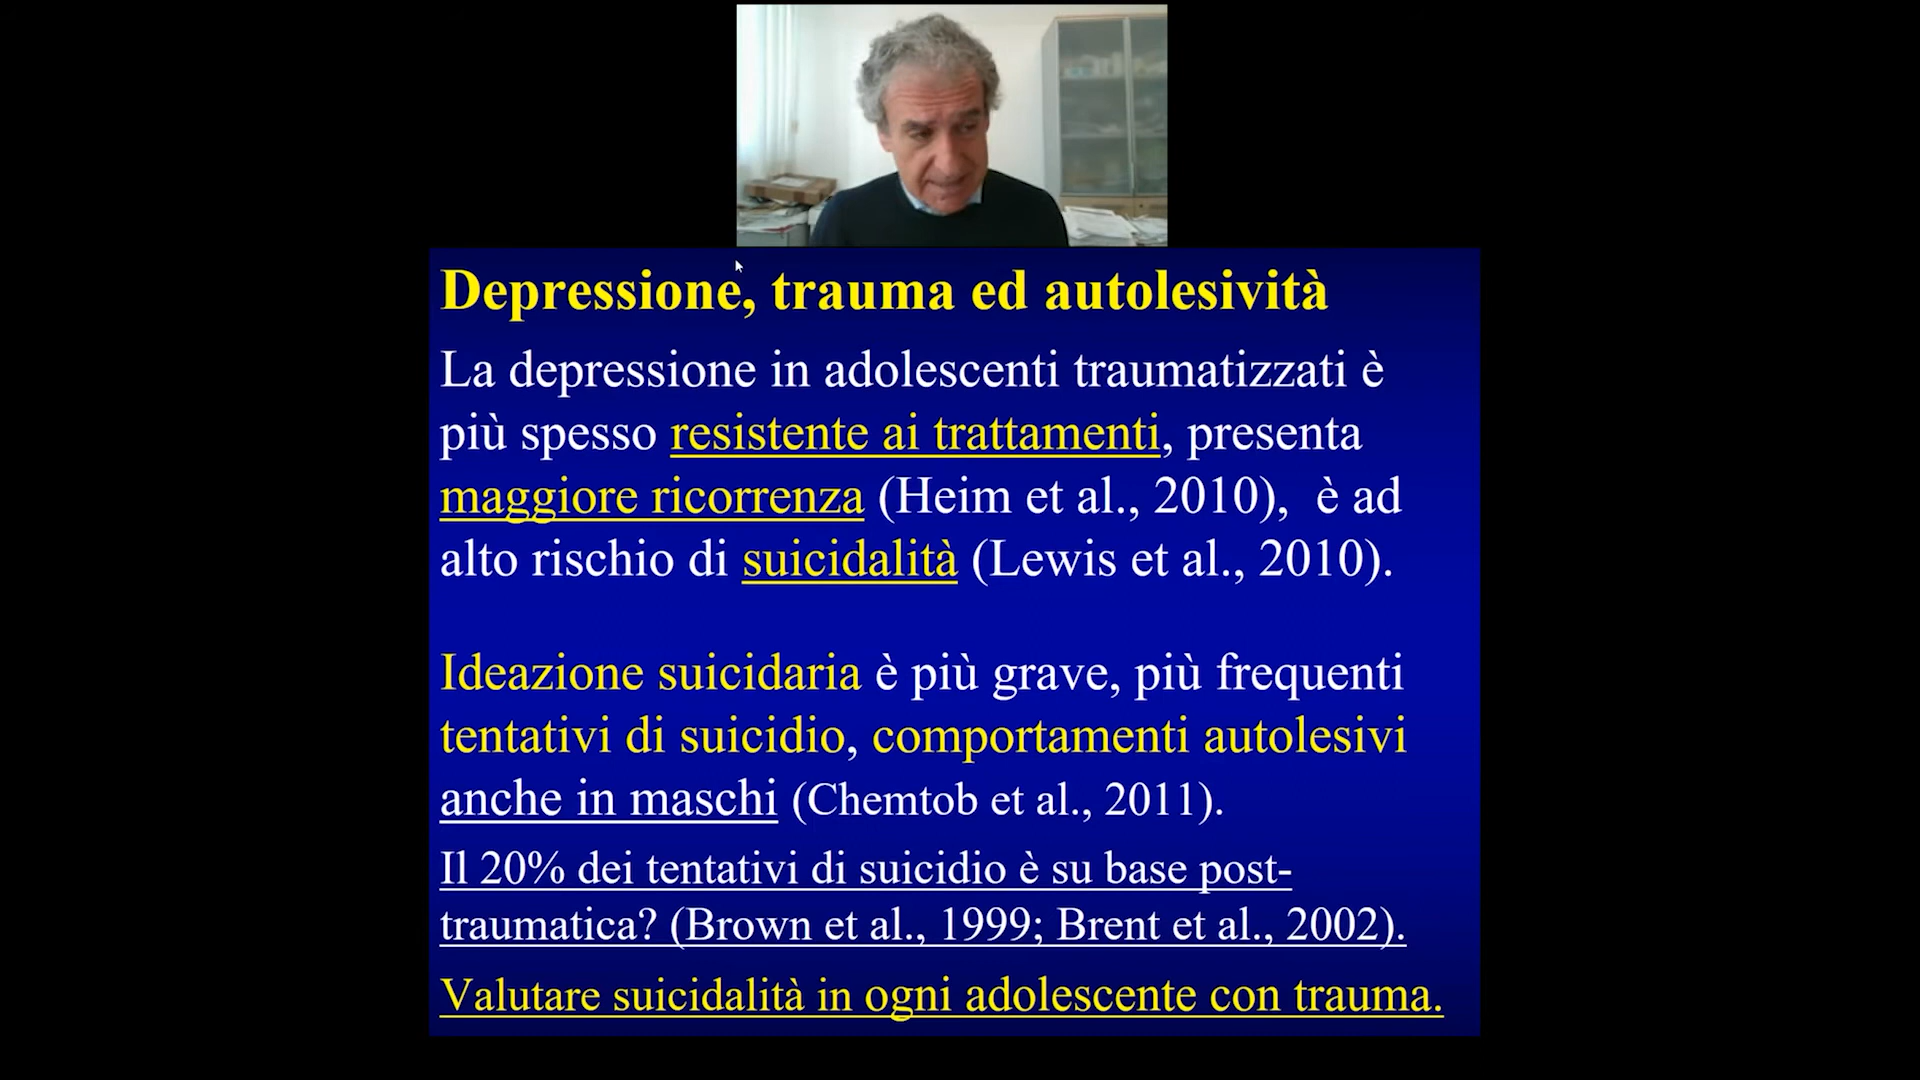 Depressione, trauma ed autolesività
La depressione in adolescenti traumatizzati è
più spesso resistente ai trattamenti, presenta
maggiore ricorrenza (Heim et al., 2010),  è ad
alto rischio di suicidalità (Lewis et al., 2010).
Ideazione suicidaria è più grave, più frequenti
tentativi di suicidio, comportamenti autolesivi
anche in maschi (Chemtob et al., 2011).
Il 20% dei tentativi di suicidio è su base post-
traumatica? (Brown et al., 1999; Brent et al., 2002).
Valutare suicidalità in ogni adolescente con trauma.